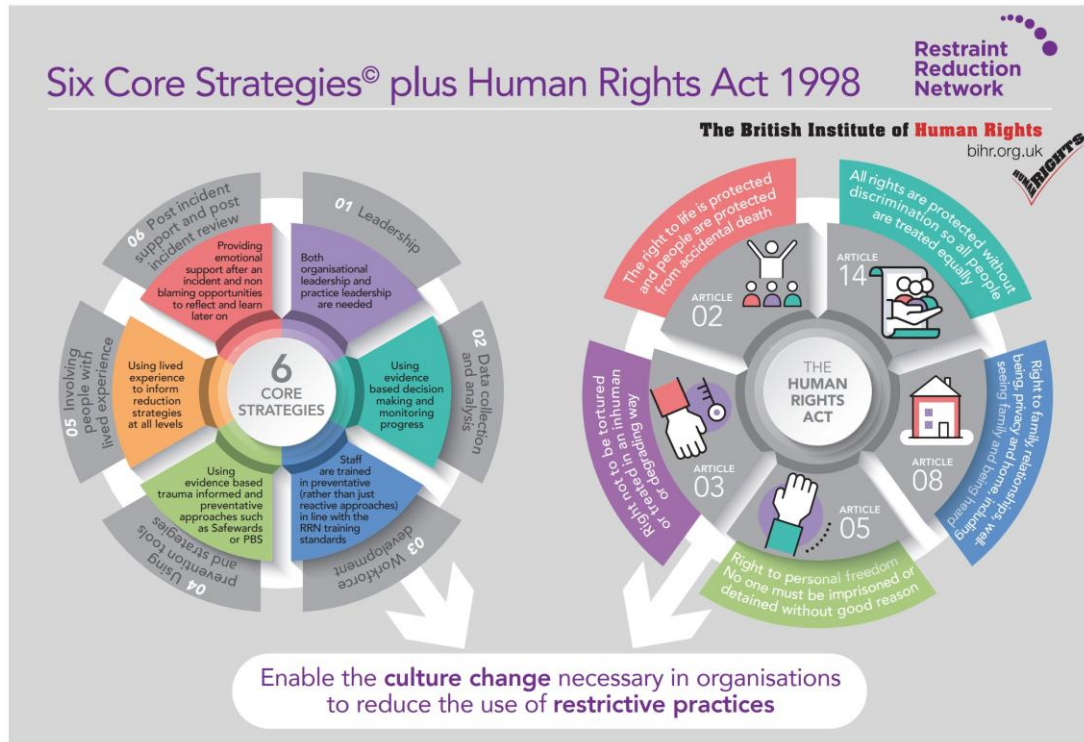 Six Core Strategies© plus Human Rights Act 1998
Restraint
Reduction
Network
The British Institute of Human Rights
bihr.org.uk
HUMAN RIGHTS
6
CORE
STRATEGIES
01 Leadership
Both
organisational
leadership and
practice leadership
are needed
02 Data collection
and analysis
Using
evidence
based decision
making and
monitoring
progress
03 Workforce
development
Staff
are trained
in preventative
(rather than just
reactive approaches)
in line with the
RRN training
standards
04 Using
prevention tools
and strategies
Using
evidence based
trauma informed and
preventative
approaches such
as Safewards
or PBS
05 Involving
people with
lived experience
Using lived
experience
to inform
reduction
strategies
at all levels
06 Post incident
support and post
incident review
Providing
emotional
support after an
incident and non
blaming opportunities
to reflect and learn
later on
THE
HUMAN
RIGHTS
ACT
The right to life is protected
and people are protected
from accidental death
ARTICLE
02
All rights are protected without
discrimination so all people
are treated equally
ARTICLE
14
Right to family, relationships, well-
being, privacy and home, including
seeing family and being heard
ARTICLE
08
Right to personal freedom
No one must be imprisoned or
detained without good reason
ARTICLE
05
Right not to be tortured
or treated in an inhuman
or degrading way
ARTICLE
03
Enable the culture change necessary in organisations
to reduce the use of restrictive practices